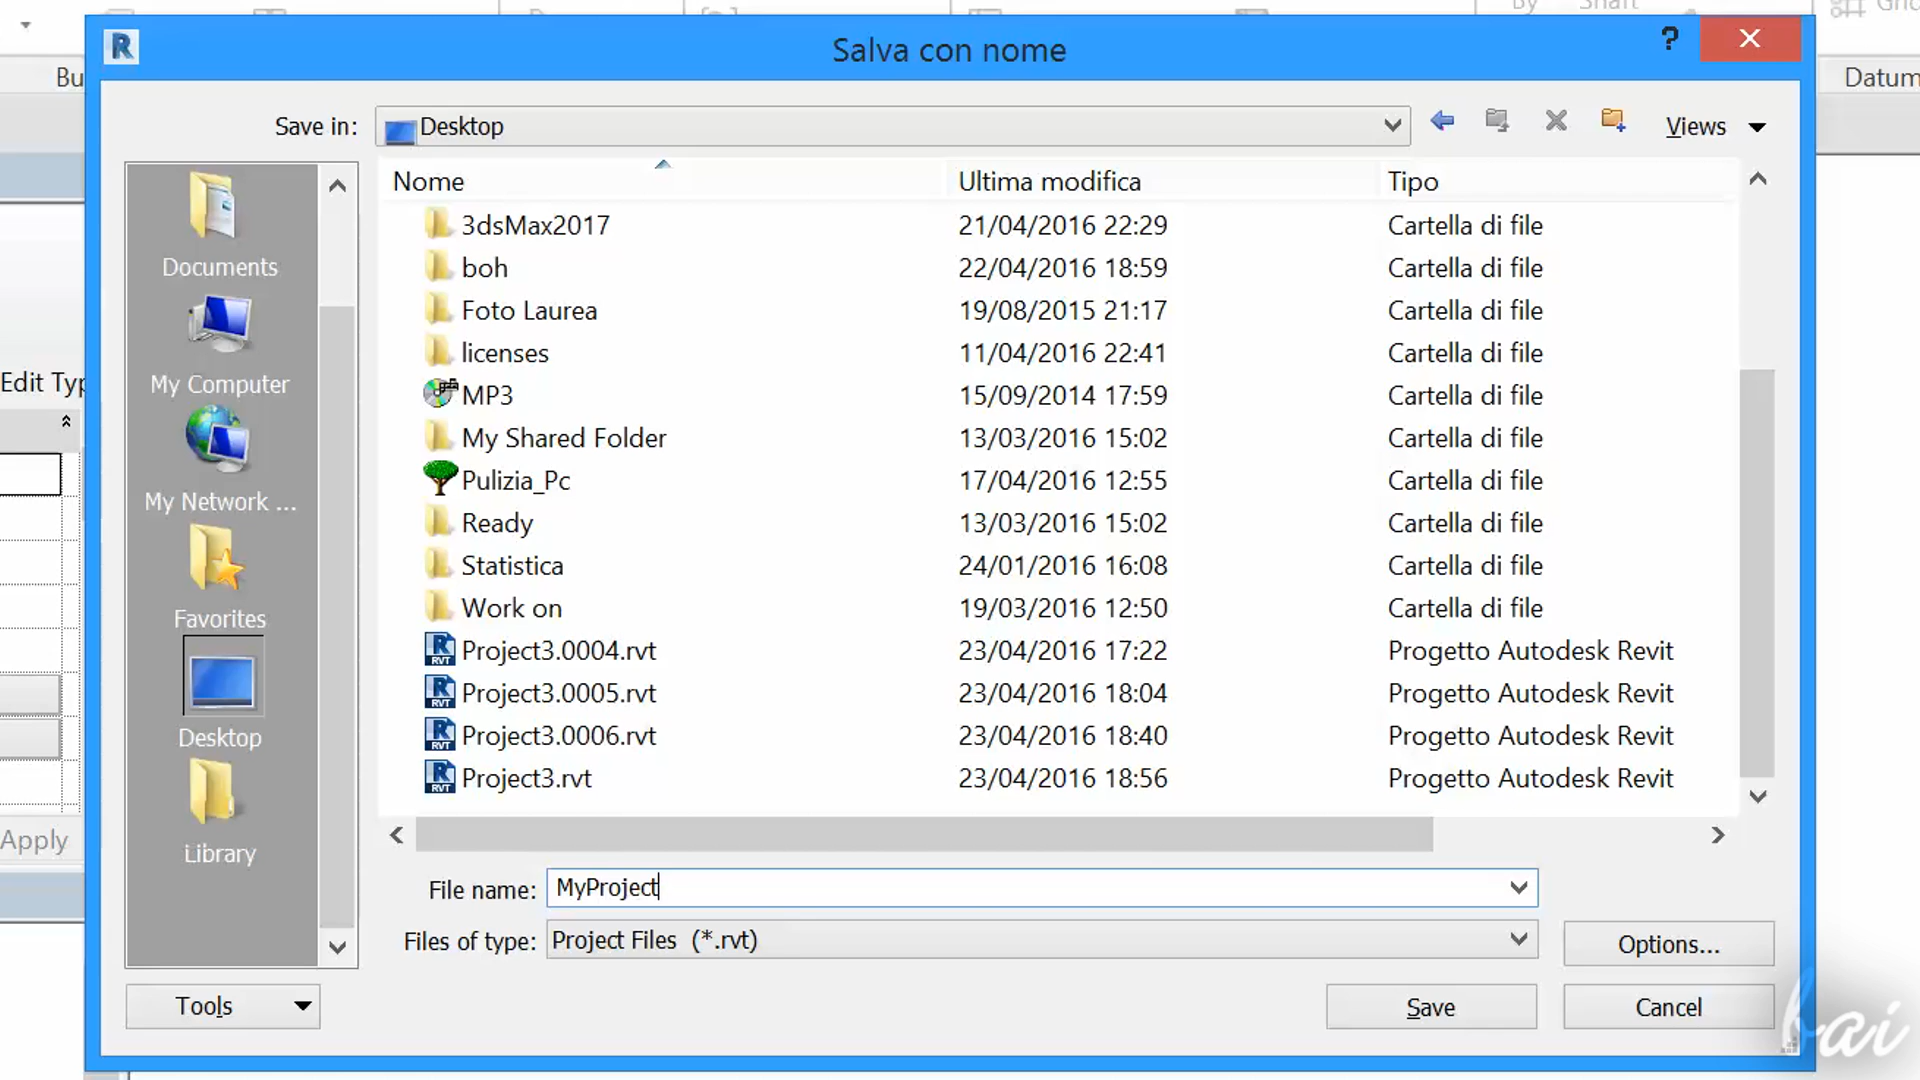 By Shaft Grid
Salva con nome
Bu
Datum
Save in: Desktop
Views
Nome Ultima modifica Tipo
3dsMax2017 21/04/2016 22:29 Cartella di file
boh 22/04/2016 18:59 Cartella di file
Foto Laurea 19/08/2015 21:17 Cartella di file
licenses 11/04/2016 22:41 Cartella di file
MP3 15/09/2014 17:59 Cartella di file
My Shared Folder 13/03/2016 15:02 Cartella di file
Pulizia_Pc 17/04/2016 12:55 Cartella di file
Ready 13/03/2016 15:02 Cartella di file
Statistica 24/01/2016 16:08 Cartella di file
Work on 19/03/2016 12:50 Cartella di file
Project3.0004.rvt 23/04/2016 17:22 Progetto Autodesk Revit
Project3.0005.rvt 23/04/2016 18:04 Progetto Autodesk Revit
Project3.0006.rvt 23/04/2016 18:40 Progetto Autodesk Revit
Project3.rvt 23/04/2016 18:56 Progetto Autodesk Revit
Documents
My Computer
My Network ...
Favorites
Desktop
Library
Edit Typ
Apply
File name: MyProject
Files of type: Project Files (*.rvt)
Options...
Tools
Save
Cancel
bai